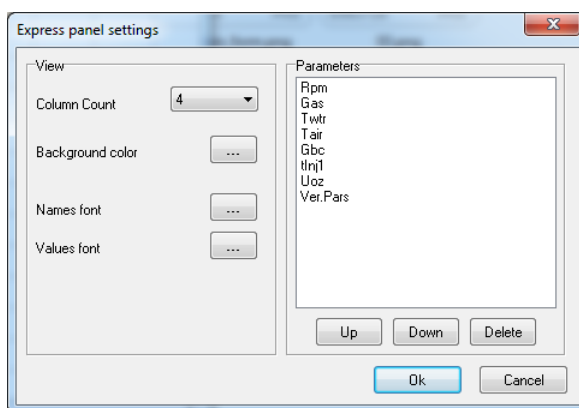 Express panel settings
View
Column Count
4
Background color
...
Names font
...
Values font
...
Parameters
Rpm
Gas
Twtr
Tair
Gbc
tInj1
Uoz
Ver.Pars
Up
Down
Delete
Ok
Cancel